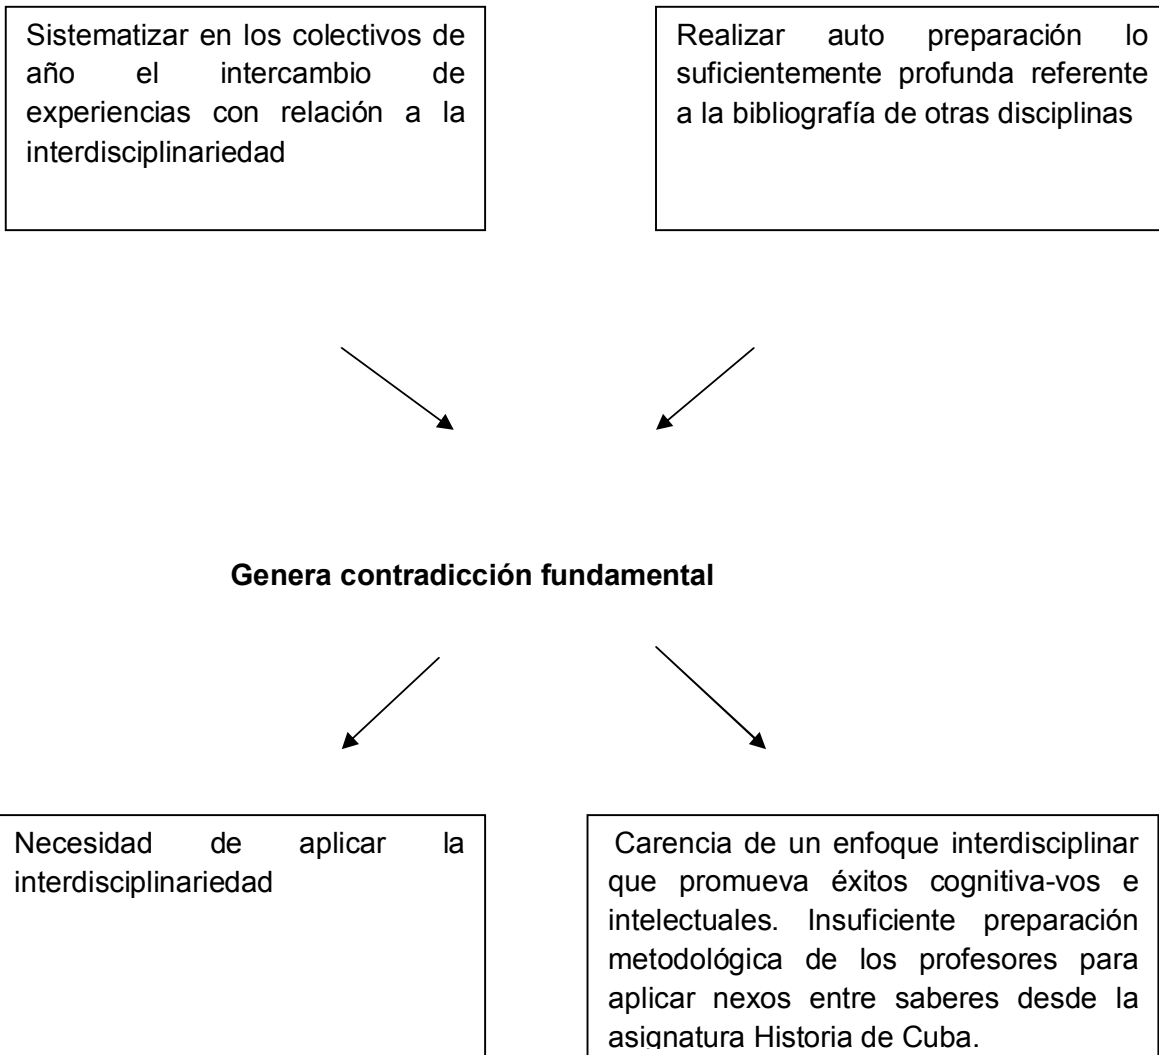 Sistematizar en los colectivos de
año el intercambio de
experiencias con relación a la
interdisciplinariedad
Realizar auto preparación lo
suficientemente profunda referente
a la bibliografía de otras disciplinas
Genera contradicción fundamental
Necesidad de aplicar la
interdisciplinariedad
Carencia de un enfoque interdisciplinar
que promueva éxitos cognitiva-vos e
intelectuales. Insuficiente preparación
metodológica de los profesores para
aplicar nexos entre saberes desde la
asignatura Historia de Cuba.